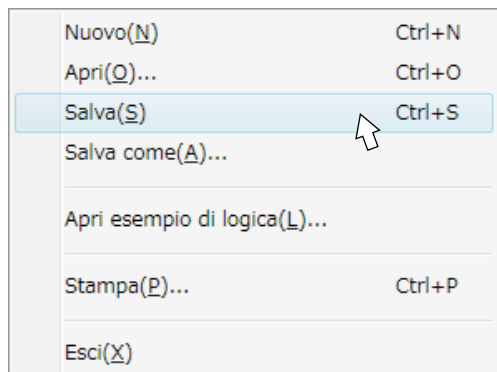 Nuovo(N) Ctrl+N
Apri(O)... Ctrl+O
Salva(S) Ctrl+S
Salva come(A)...
Apri esempio di logica(L)...
Stampa(P)... Ctrl+P
Esci(X)